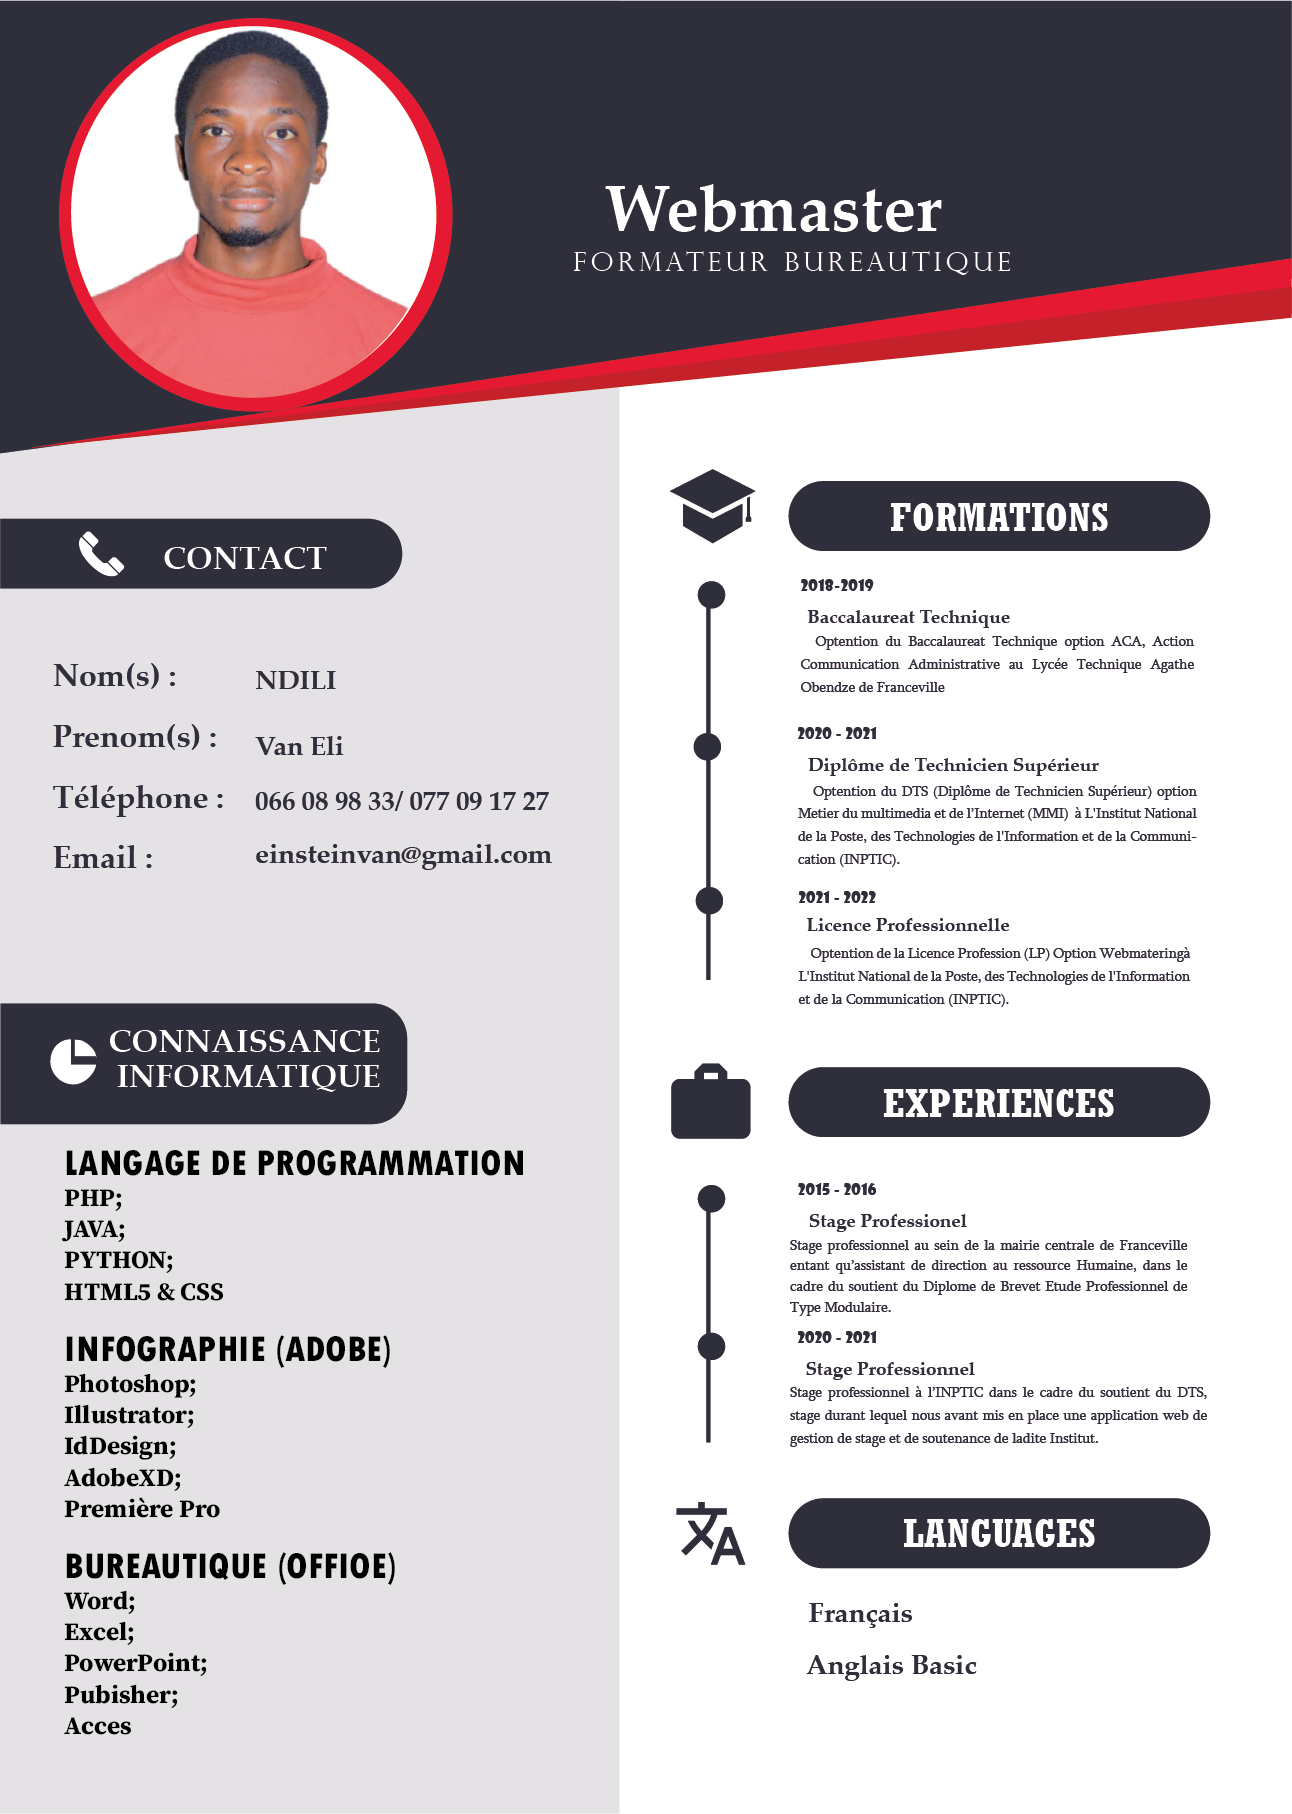 Webmaster
FORMATEUR BUREAUTIQUE
CONTACT
Nom(s) : NDILI
Prenom(s) : Van Eli
Téléphone : 066 08 98 33/ 077 09 17 27
Email : einsteinvan@gmail.com
CONNAISSANCE
INFORMATIQUE
LANGAGE DE PROGRAMMATION
PHP;
JAVA;
PYTHON;
HTML5 & CSS
INFOGRAPHIE (ADOBE)
Photoshop;
Illustrator;
IdDesign;
AdobeXD;
Première Pro
BUREAUTIQUE (OFFIOE)
Word;
Excel;
PowerPoint;
Pubisher;
Acces
FORMATIONS
2018-2019
Baccalaureat Technique
Optention du Baccalaureat Technique option ACA, Action
Communication Administrative au Lycée Technique Agathe
Obendze de Franceville
2020 - 2021
Diplôme de Technicien Supérieur
Optention du DTS (Diplôme de Technicien Supérieur) option
Metier du multimedia et de l'Internet (MMI) à L'Institut National
de la Poste, des Technologies de l'Information et de la Communi-
cation (INPTIC).
2021 - 2022
Licence Professionnelle
Optention de la Licence Profession (LP) Option Webmateringà
L'Institut National de la Poste, des Technologies de l'Information
et de la Communication (INPTIC).
EXPERIENCES
2015 - 2016
Stage Professionel
Stage professionnel au sein de la mairie centrale de Franceville
entant qu'assistant de direction au ressource Humaine, dans le
cadre du soutient du Diplome de Brevet Etude Professionnel de
Type Modulaire.
2020 - 2021
Stage Professionnel
Stage professionnel à l'INPTIC dans le cadre du soutient du DTS,
stage durant lequel nous avant mis en place une application web de
gestion de stage et de soutenance de ladite Institut.
LANGUAGES
Français
Anglais Basic